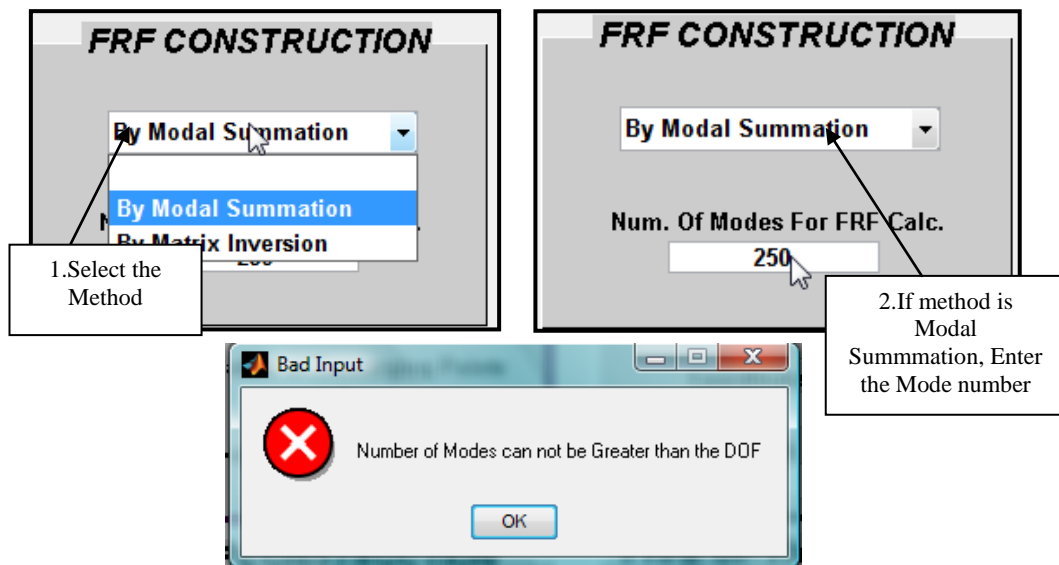 FRF CONSTRUCTION
By Modal Summation
By Modal Summation
By Matrix Inversion
1.Select the
Method
FRF CONSTRUCTION
By Modal Summation
Num. Of Modes For FRF Calc.
250
2.If method is
Modal
Summmation, Enter
the Mode number
Bad Input
Number of Modes can not be Greater than the DOF
OK